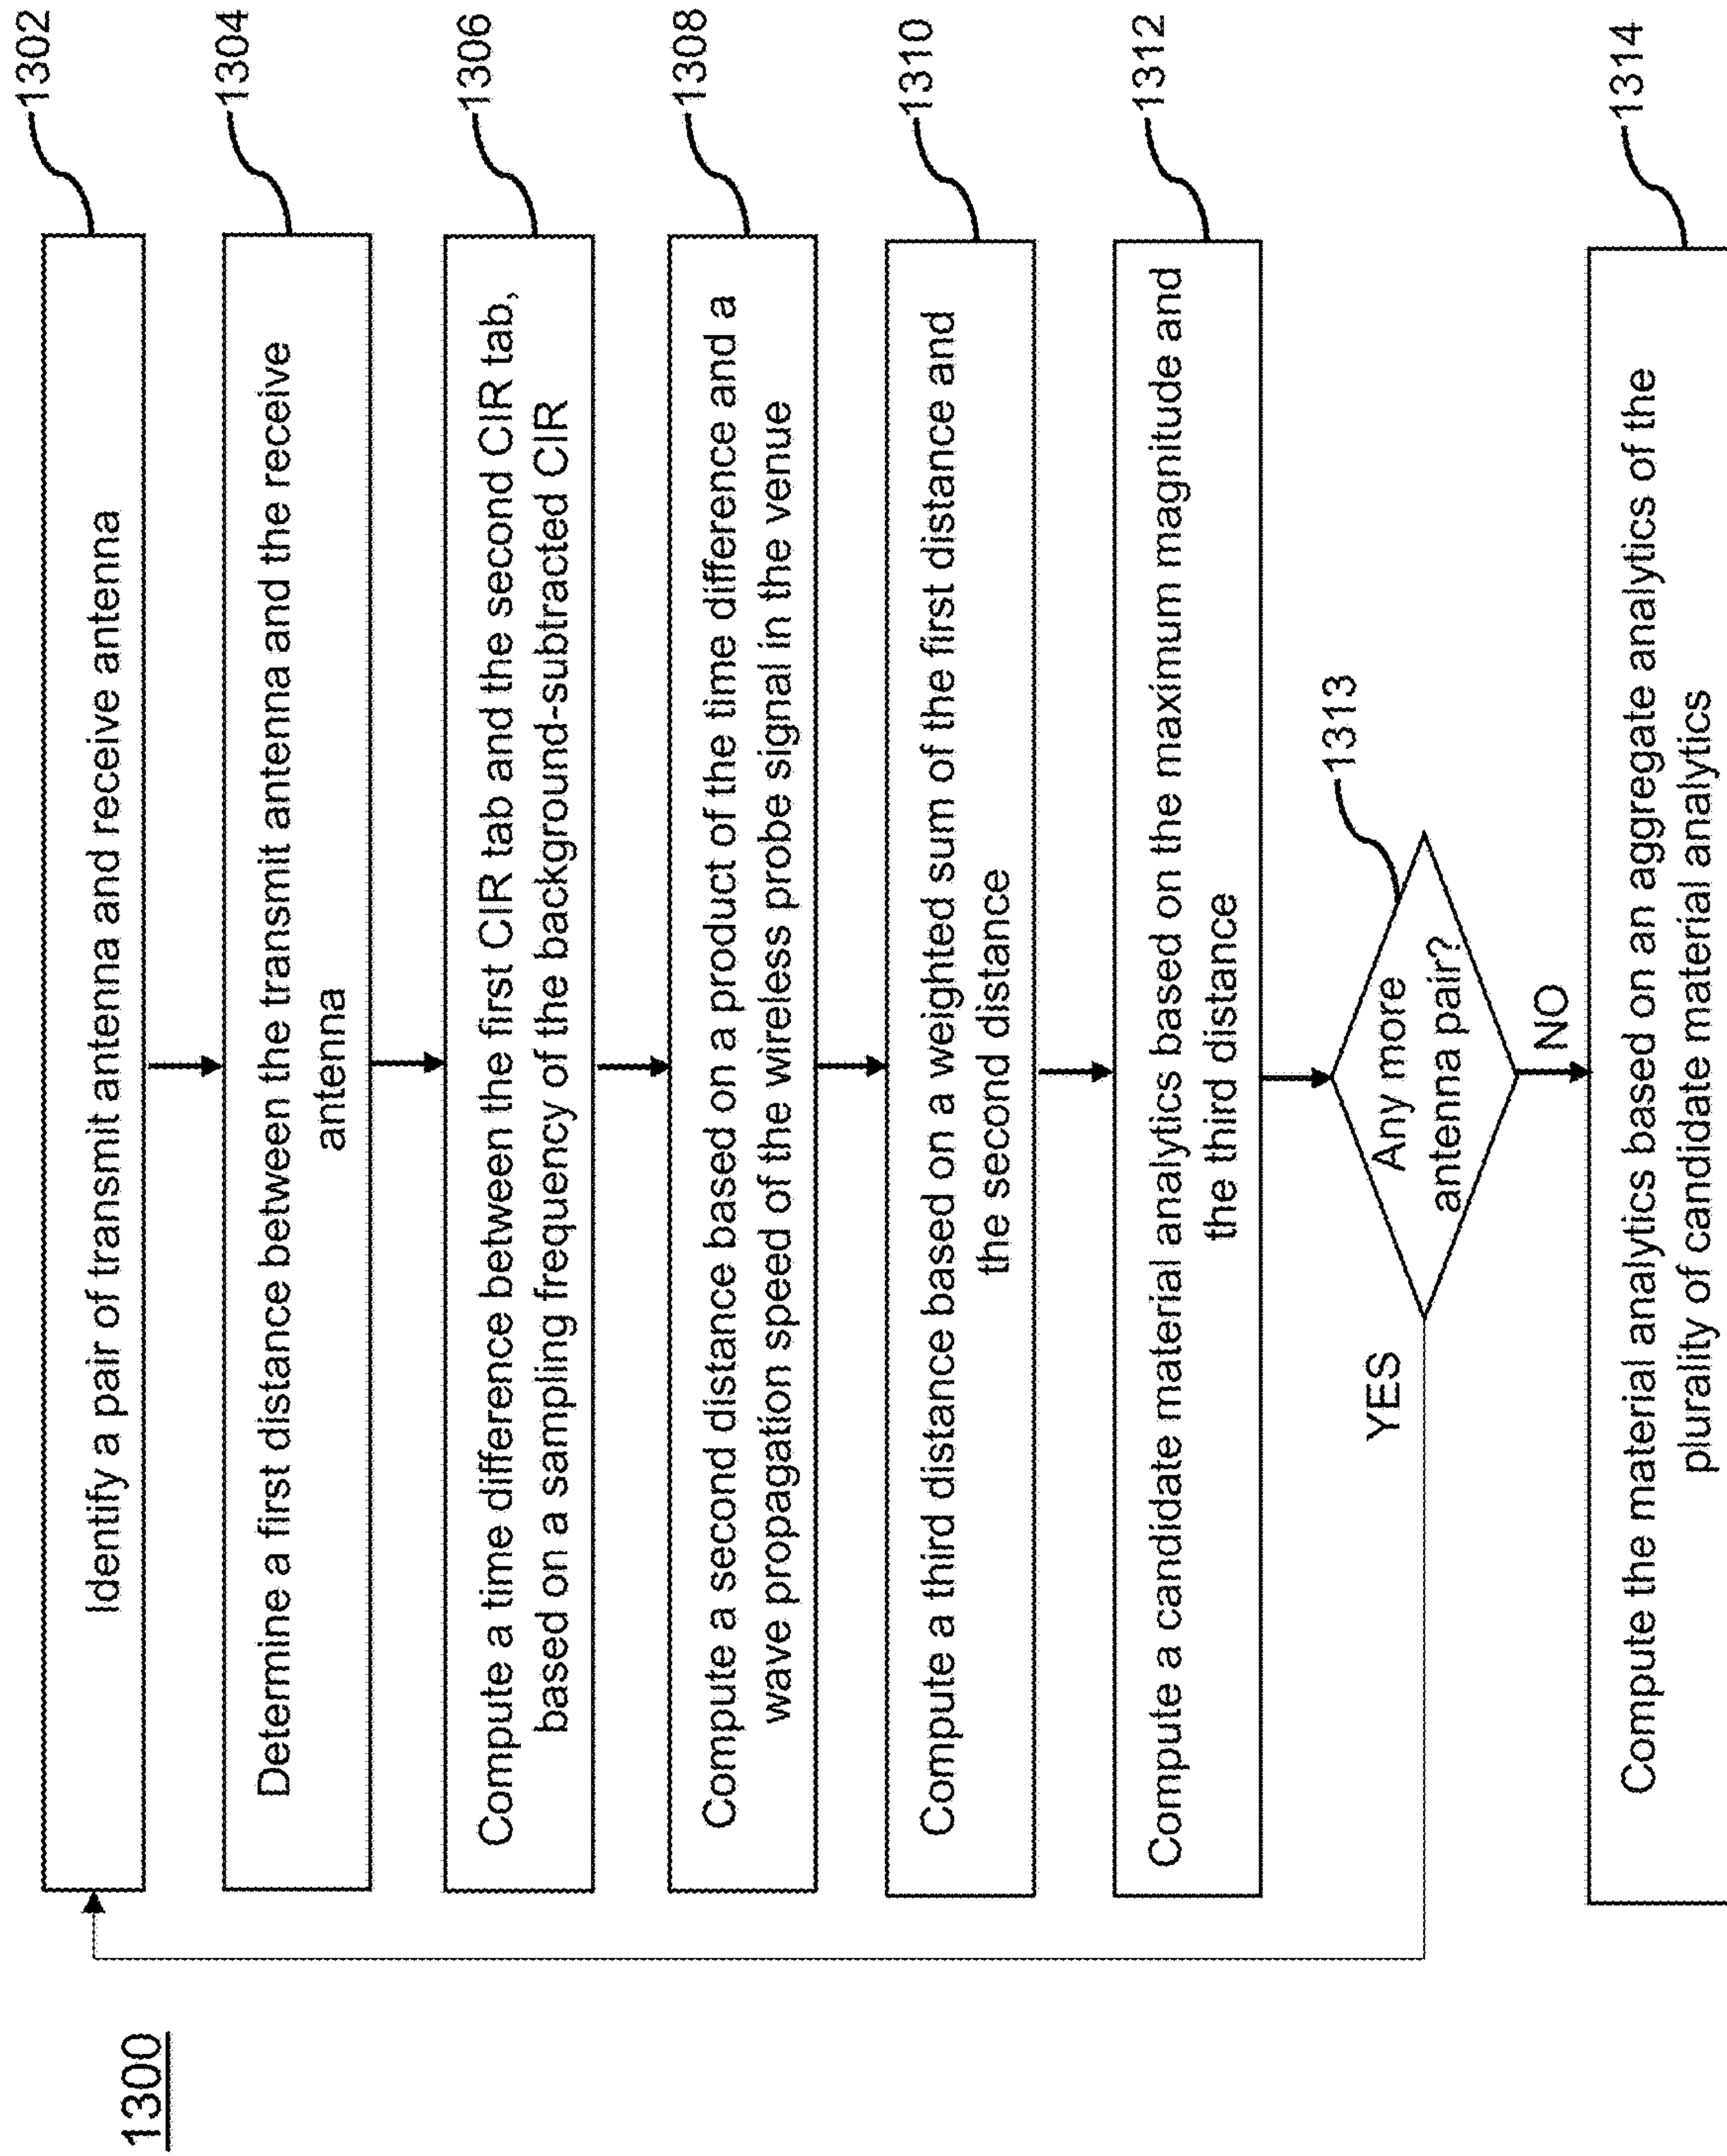 1300
Identify a pair of transmit antenna and receive antenna
1302
Determine a first distance between the transmit antenna and the receive
antenna
1304
Compute a time difference between the first CIR tab and the second CIR tab,
based on a sampling frequency of the background-subtracted CIR
1306
Compute a second distance based on a product of the time difference and a
wave propagation speed of the wireless probe signal in the venue
1308
Compute a third distance based on a weighted sum of the first distance and
the second distance
1310
Compute a candidate material analytics based on the maximum magnitude and
the third distance
1312
Any more
antenna pair?
1313
YES
NO
Compute the material analytics based on an aggregate analytics of the
plurality of candidate material analytics
1314